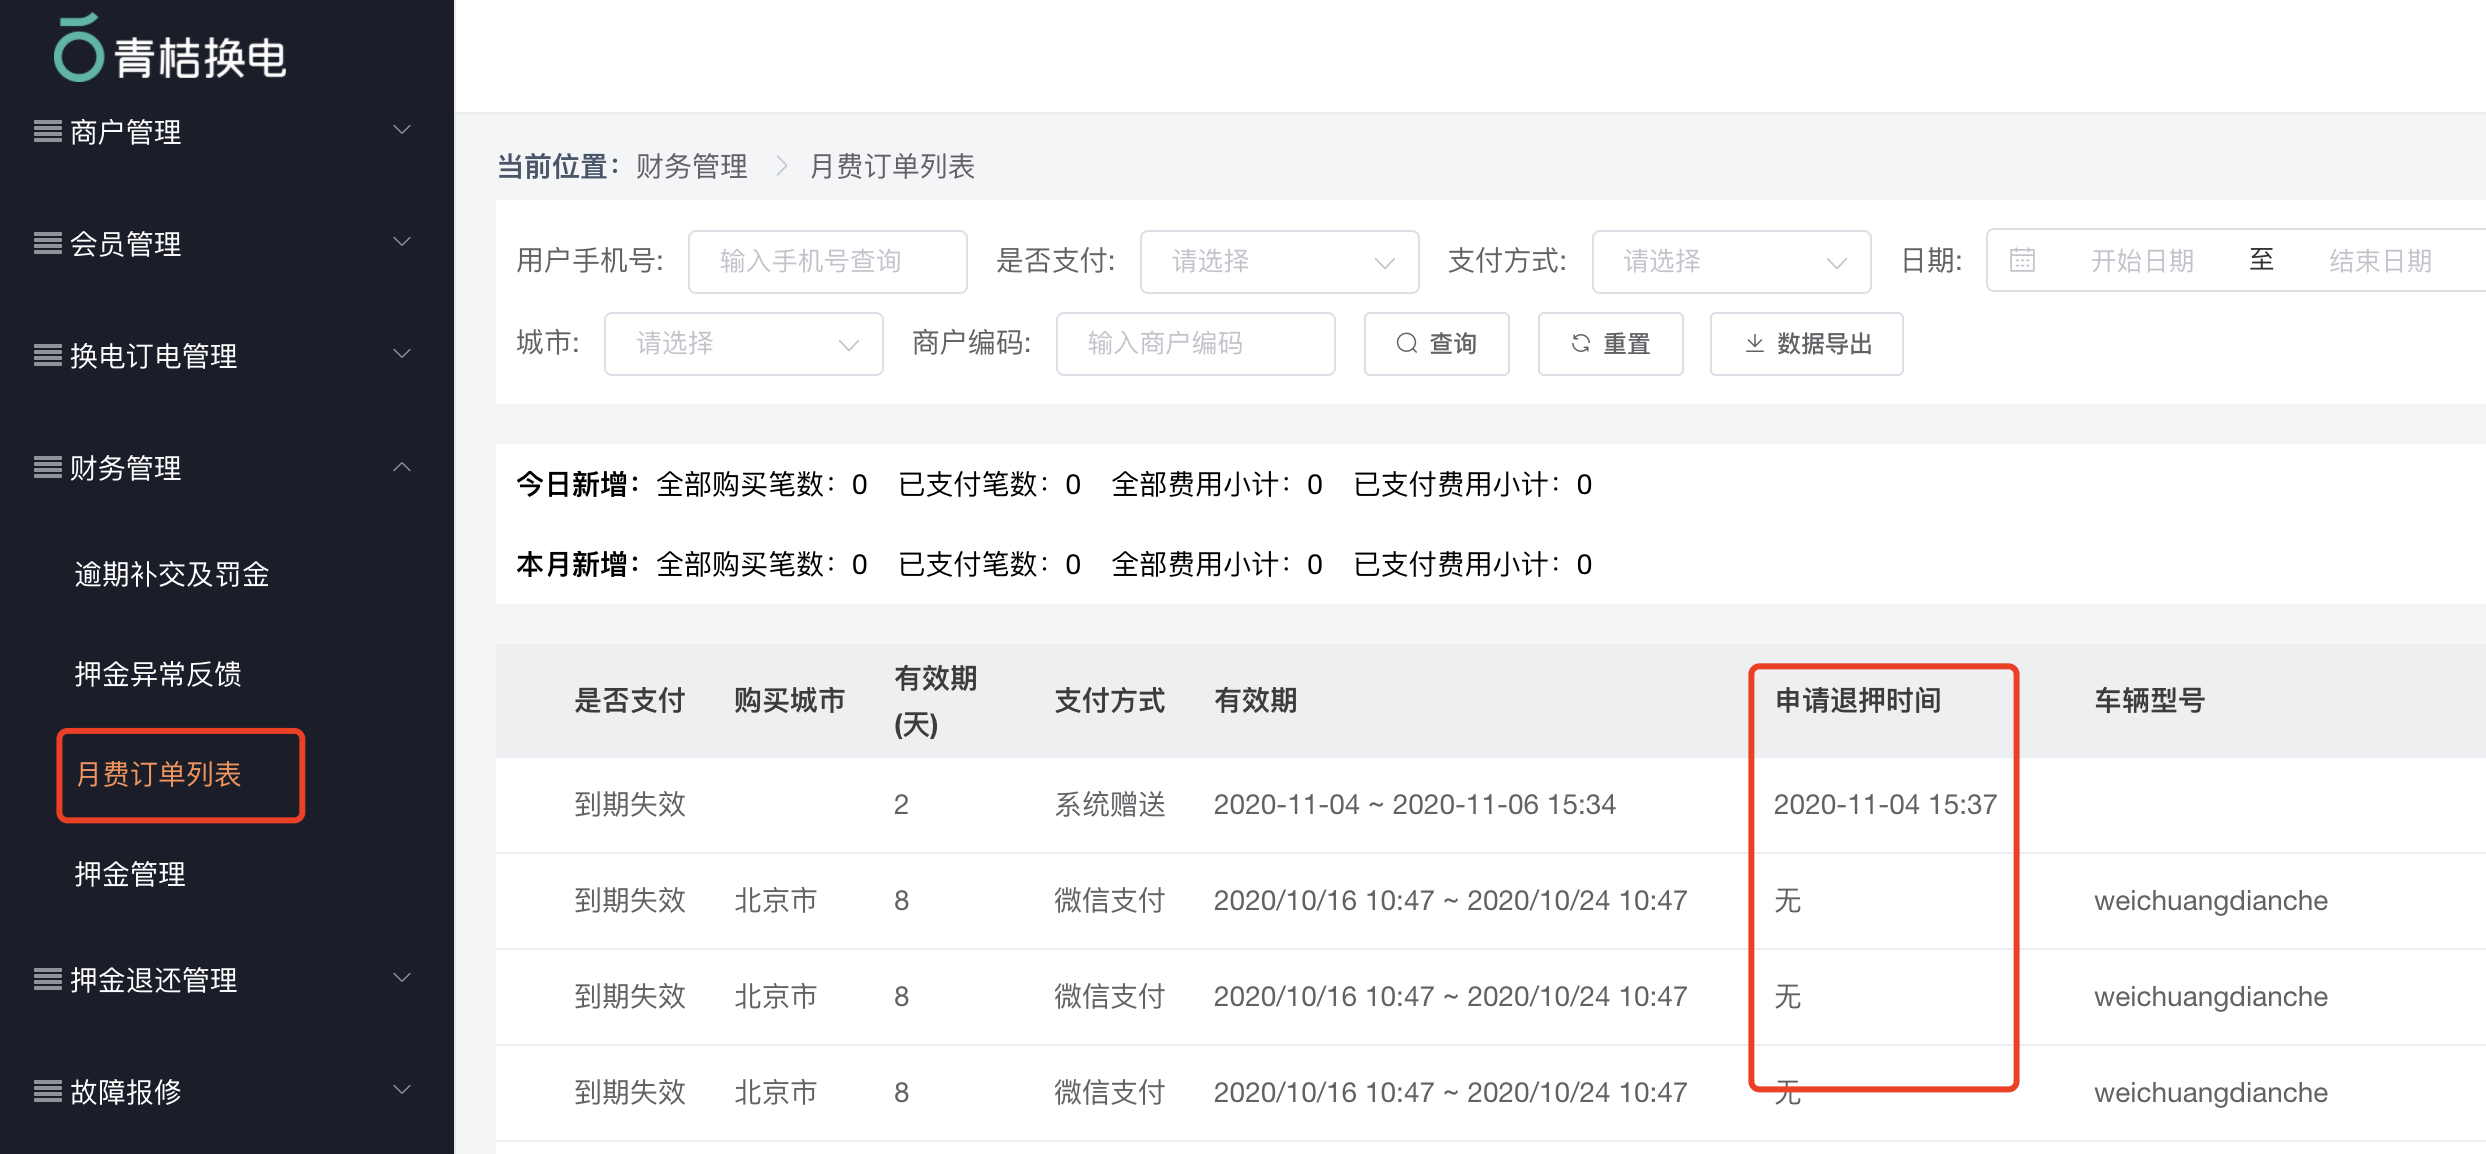 青桔换电
商户管理
会员管理
换电订电管理
财务管理
逾期补交及罚金
押金异常反馈
月费订单列表
押金管理
押金退还管理
故障报修
当前位置： 财务管理 月费订单列表
用户手机号: 输入手机号查询 是否支付: 请选择 支付方式: 请选择 日期: 开始日期 至 结束日期
城市: 请选择 商户编码: 输入商户编码 查询 重置 数据导出
今日新增： 全部购买笔数：0 已支付笔数：0 全部费用小计：0 已支付费用小计：0
本月新增： 全部购买笔数：0 已支付笔数：0 全部费用小计：0 已支付费用小计：0
是否支付 购买城市 有效期(天) 支付方式 有效期 申请退押时间 车辆型号
到期失效 2 系统赠送 2020-11-04 ~ 2020-11-06 15:34 2020-11-04 15:37
到期失效 北京市 8 微信支付 2020/10/16 10:47 ~ 2020/10/24 10:47 无 weichuangdianche
到期失效 北京市 8 微信支付 2020/10/16 10:47 ~ 2020/10/24 10:47 无 weichuangdianche
到期失效 北京市 8 微信支付 2020/10/16 10:47 ~ 2020/10/24 10:47 无 weichuangdianche